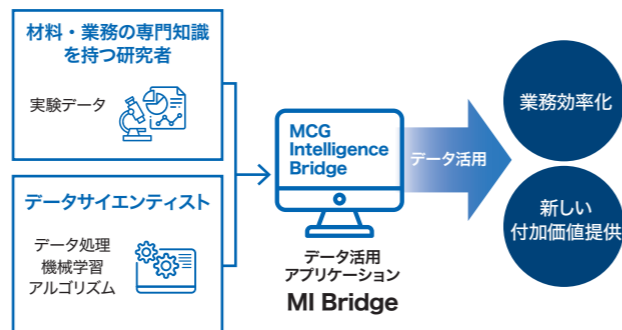 材料・業務の専門知識
を持つ研究者
実験データ
データサイエンティスト
データ処理
機械学習
アルゴリズム
MCG
Intelligence
Bridge
データ活用
アプリケーション
MI Bridge
データ活用
業務効率化
新しい
付加価値提供